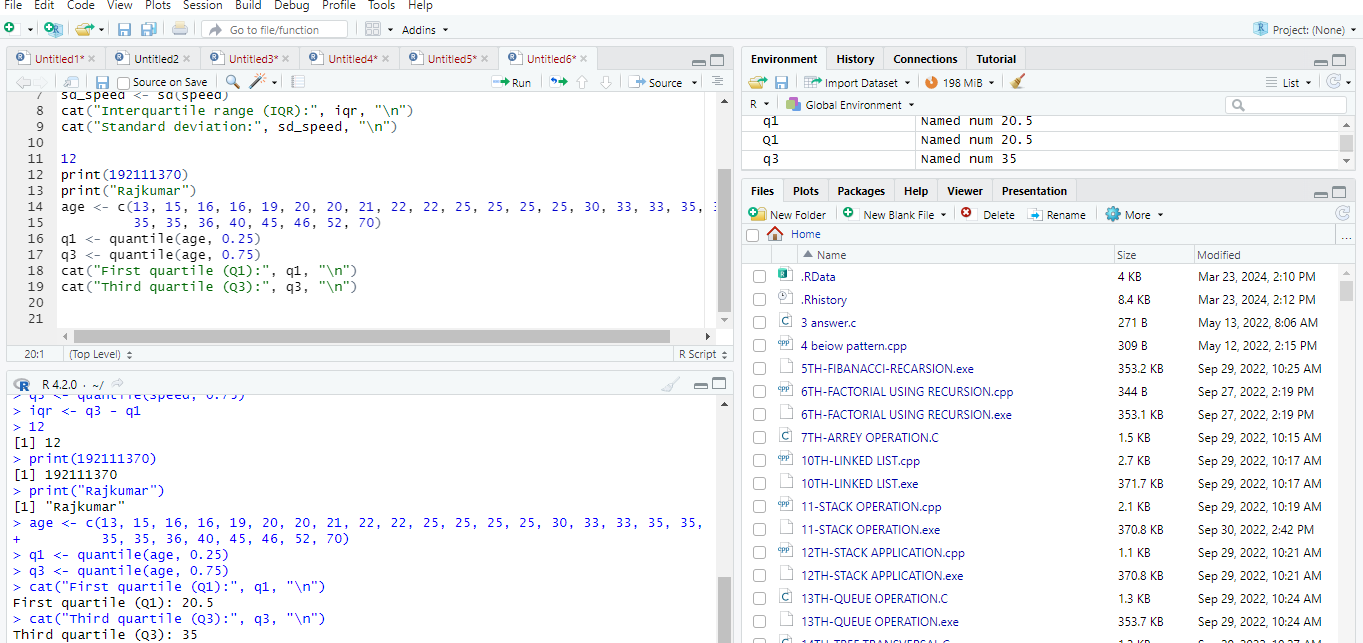 File Edit Code View Plots Session Build Debug Profile Tools Help
Go to file/function Addins Project: (None)
Untitled1* Untitled2 Untitled3* Untitled4* Untitled5* Untitled6*
Source on Save Run Source
7 sd_speed <- sd(speed)
8 cat("Interquartile range (IQR):", iqr, "\n")
9 cat("Standard deviation:", sd_speed, "\n")
10
11 12
12 print(192111370)
13 print("Rajkumar")
14 age <- c(13, 15, 16, 16, 19, 20, 20, 21, 22, 22, 25, 25, 25, 25, 30, 33, 33, 35,
15 35, 35, 36, 40, 45, 46, 52, 70)
16 q1 <- quantile(age, 0.25)
17 q3 <- quantile(age, 0.75)
18 cat("First quartile (Q1):", q1, "\n")
19 cat("Third quartile (Q3):", q3, "\n")
20
21
20:1 (Top Level) R Script
R 4.2.0 · ~/
> q3 <- quantile(speed, 0.75)
> iqr <- q3 - q1
> 12
[1] 12
> print(192111370)
[1] 192111370
> print("Rajkumar")
[1] "Rajkumar"
> age <- c(13, 15, 16, 16, 19, 20, 20, 21, 22, 22, 25, 25, 25, 25, 30, 33, 33, 35, 35,
+ 35, 35, 36, 40, 45, 46, 52, 70)
> q1 <- quantile(age, 0.25)
> q3 <- quantile(age, 0.75)
> cat("First quartile (Q1):", q1, "\n")
First quartile (Q1): 20.5
> cat("Third quartile (Q3):", q3, "\n")
Third quartile (Q3): 35
Environment History Connections Tutorial
Import Dataset 198 MiB List
R Global Environment
q1 Named num 20.5
Q1 Named num 20.5
q3 Named num 35
Files Plots Packages Help Viewer Presentation
New Folder New Blank File Delete Rename More
Home ...
Name Size Modified
.RData 4 KB Mar 23, 2024, 2:10 PM
.Rhistory 8.4 KB Mar 23, 2024, 2:12 PM
3 answer.c 271 B May 13, 2022, 8:06 AM
4 beiow pattern.cpp 309 B May 12, 2022, 2:15 PM
5TH-FIBANACCI-RECARSION.exe 353.2 KB Sep 29, 2022, 10:25 AM
6TH-FACTORIAL USING RECURSION.cpp 344 B Sep 27, 2022, 2:19 PM
6TH-FACTORIAL USING RECURSION.exe 353.1 KB Sep 27, 2022, 2:19 PM
7TH-ARREY OPERATION.C 1.5 KB Sep 29, 2022, 10:15 AM
10TH-LINKED LIST.cpp 2.7 KB Sep 29, 2022, 10:17 AM
10TH-LINKED LIST.exe 371.7 KB Sep 29, 2022, 10:17 AM
11-STACK OPERATION.cpp 2.1 KB Sep 29, 2022, 10:19 AM
11-STACK OPERATION.exe 370.8 KB Sep 30, 2022, 2:42 PM
12TH-STACK APPLICATION.cpp 1.1 KB Sep 29, 2022, 10:21 AM
12TH-STACK APPLICATION.exe 370.8 KB Sep 29, 2022, 10:21 AM
13TH-QUEUE OPERATION.C 1.3 KB Sep 29, 2022, 10:24 AM
13TH-QUEUE OPERATION.exe 353.7 KB Sep 29, 2022, 10:24 AM